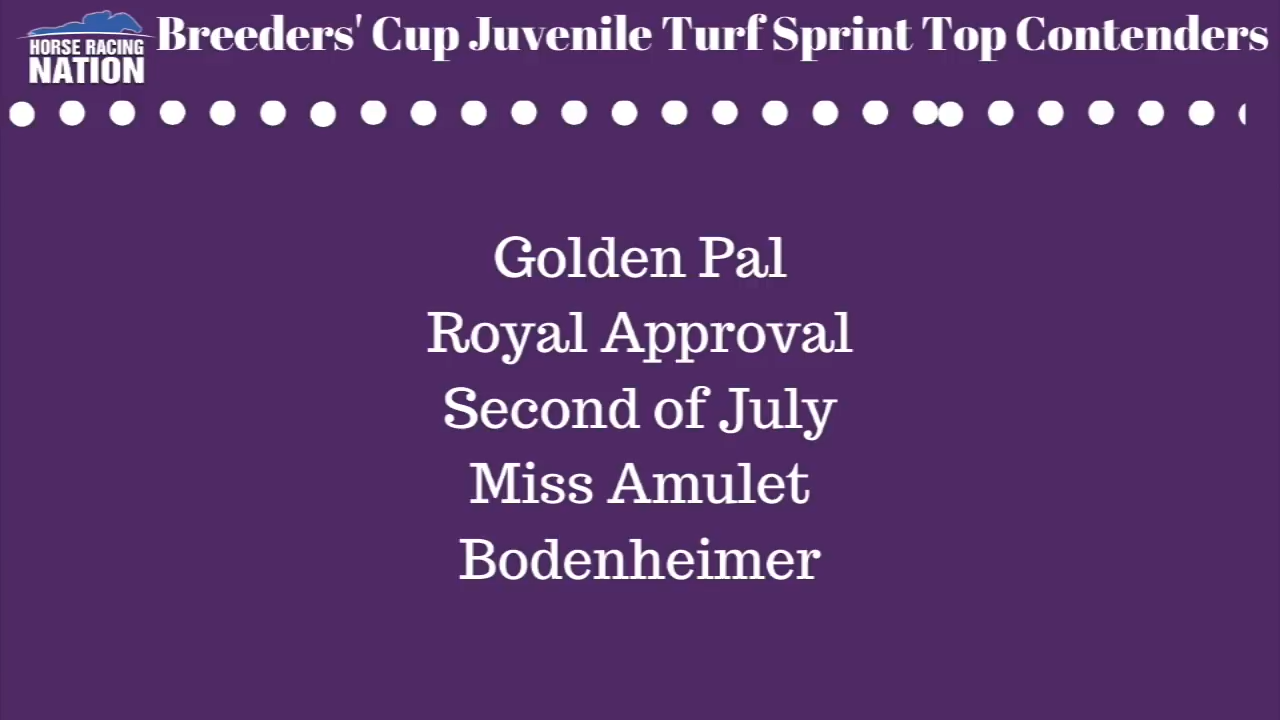 HORSE RACING
NATION
Breeders' Cup Juvenile Turf Sprint Top Contenders
Golden Pal
Royal Approval
Second of July
Miss Amulet
Bodenheimer